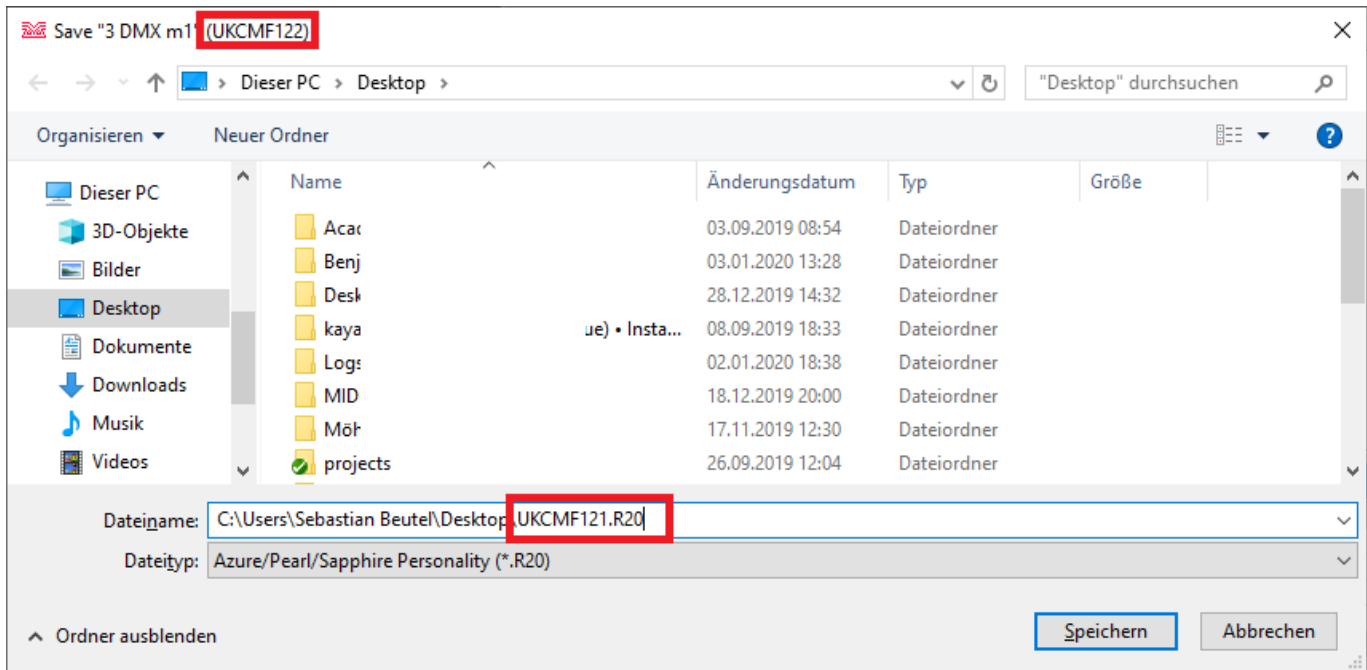 Save "3 DMX m1" (UKCMF122)
Dieser PC > Desktop >
"Desktop" durchsuchen
Organisieren
Neuer Ordner
?
Name Änderungsdatum Typ Größe
Dieser PC
3D-Objekte
Bilder
Desktop
Dokumente
Downloads
Musik
Videos
Acac 03.09.2019 08:54 Dateiordner
Benj 03.01.2020 13:28 Dateiordner
Desk 28.12.2019 14:32 Dateiordner
kaya ue) • Insta... 08.09.2019 18:33 Dateiordner
Logs 02.01.2020 18:38 Dateiordner
MID 18.12.2019 20:00 Dateiordner
Möh 17.11.2019 12:30 Dateiordner
projects 26.09.2019 12:04 Dateiordner
Dateiname: C:\Users\Sebastian Beutel\Desktop\UKCMF121.R20
Dateityp: Azure/Pearl/Sapphire Personality (*.R20)
Ordner ausblenden
Speichern
Abbrechen